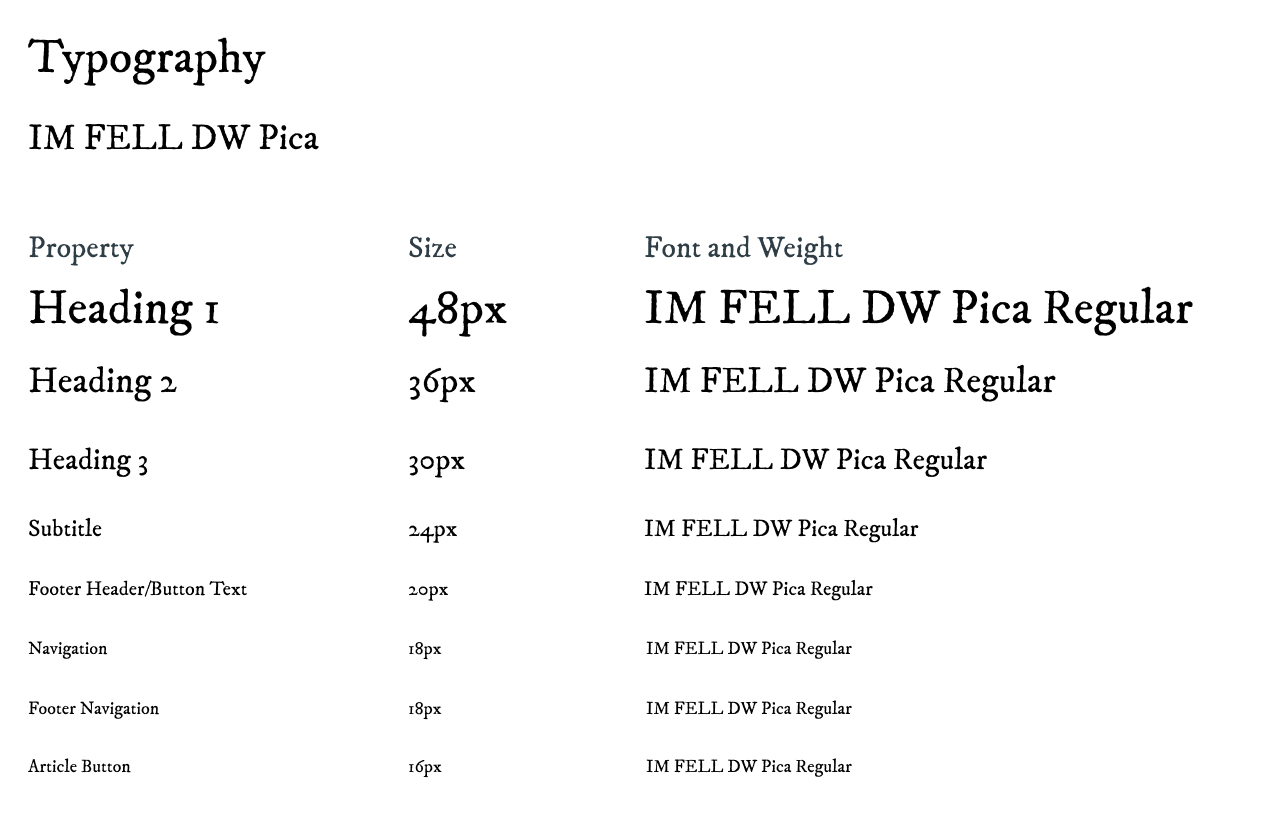 Typography
IM FELL DW Pica
Property Size Font and Weight
Heading 1 48px IM FELL DW Pica Regular
Heading 2 36px IM FELL DW Pica Regular
Heading 3 30px IM FELL DW Pica Regular
Subtitle 24px IM FELL DW Pica Regular
Footer Header/Button Text 20px IM FELL DW Pica Regular
Navigation 18px IM FELL DW Pica Regular
Footer Navigation 18px IM FELL DW Pica Regular
Article Button 16px IM FELL DW Pica Regular